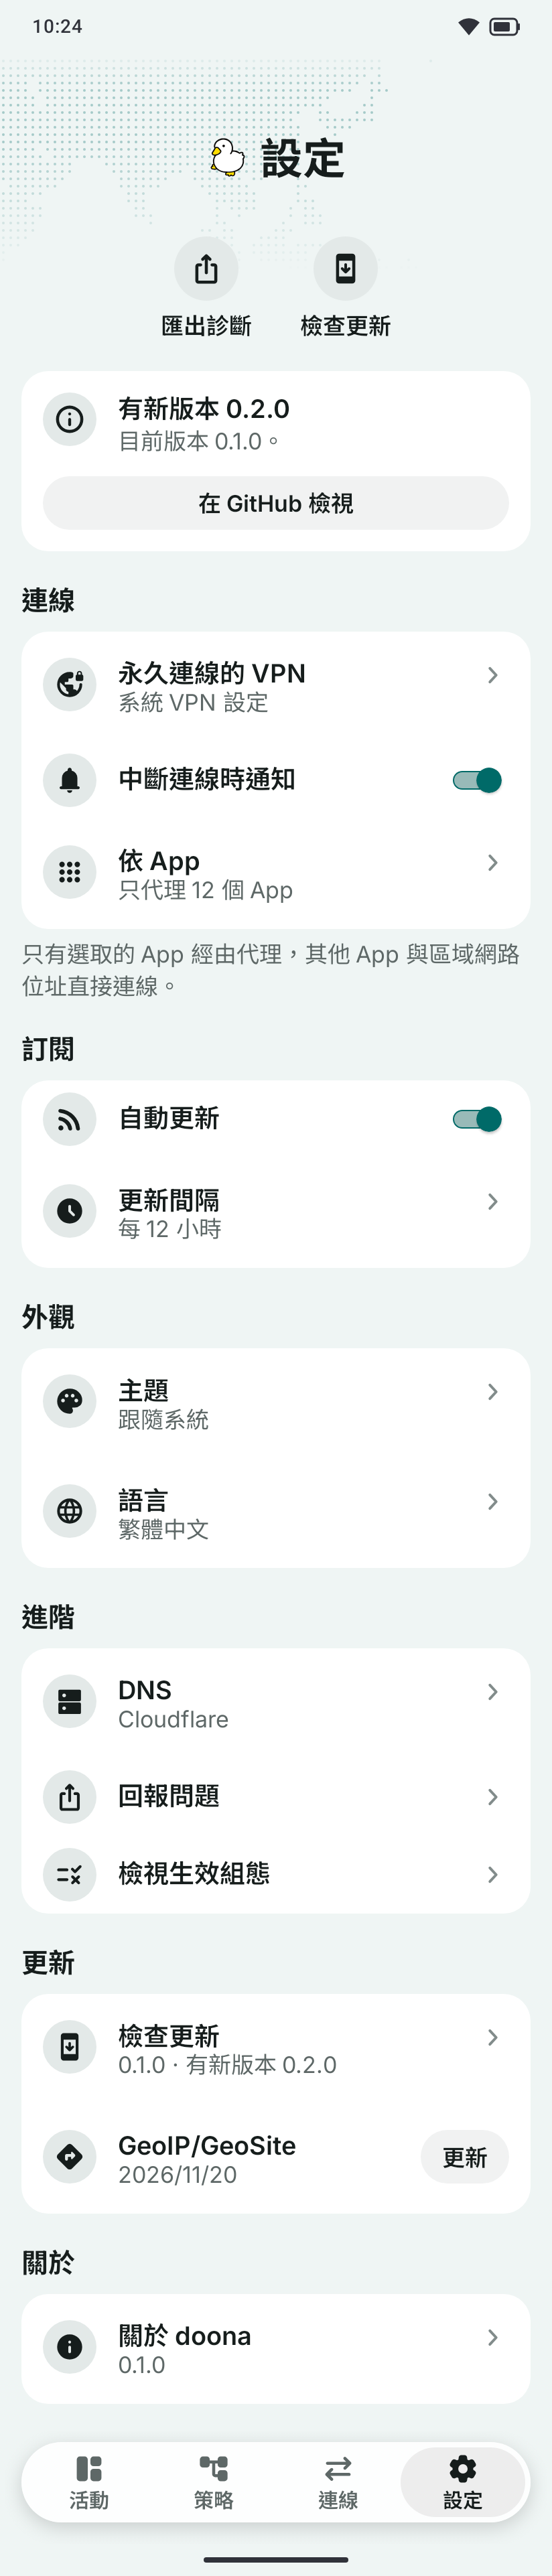 10:24
設定
匯出診斷
檢查更新
有新版本 0.2.0
目前版本 0.1.0。
在 GitHub 檢視
連線
永久連線的 VPN
系統 VPN 設定
中斷連線時通知
依 App
只代理 12 個 App
只有選取的 App 經由代理，其他 App 與區域網路
位址直接連線。
訂閱
自動更新
更新間隔
每 12 小時
外觀
主題
跟隨系統
語言
繁體中文
進階
DNS
Cloudflare
回報問題
檢視生效組態
更新
檢查更新
0.1.0 · 有新版本 0.2.0
GeoIP/GeoSite
2026/11/20
更新
關於
關於 doona
0.1.0
活動
策略
連線
設定